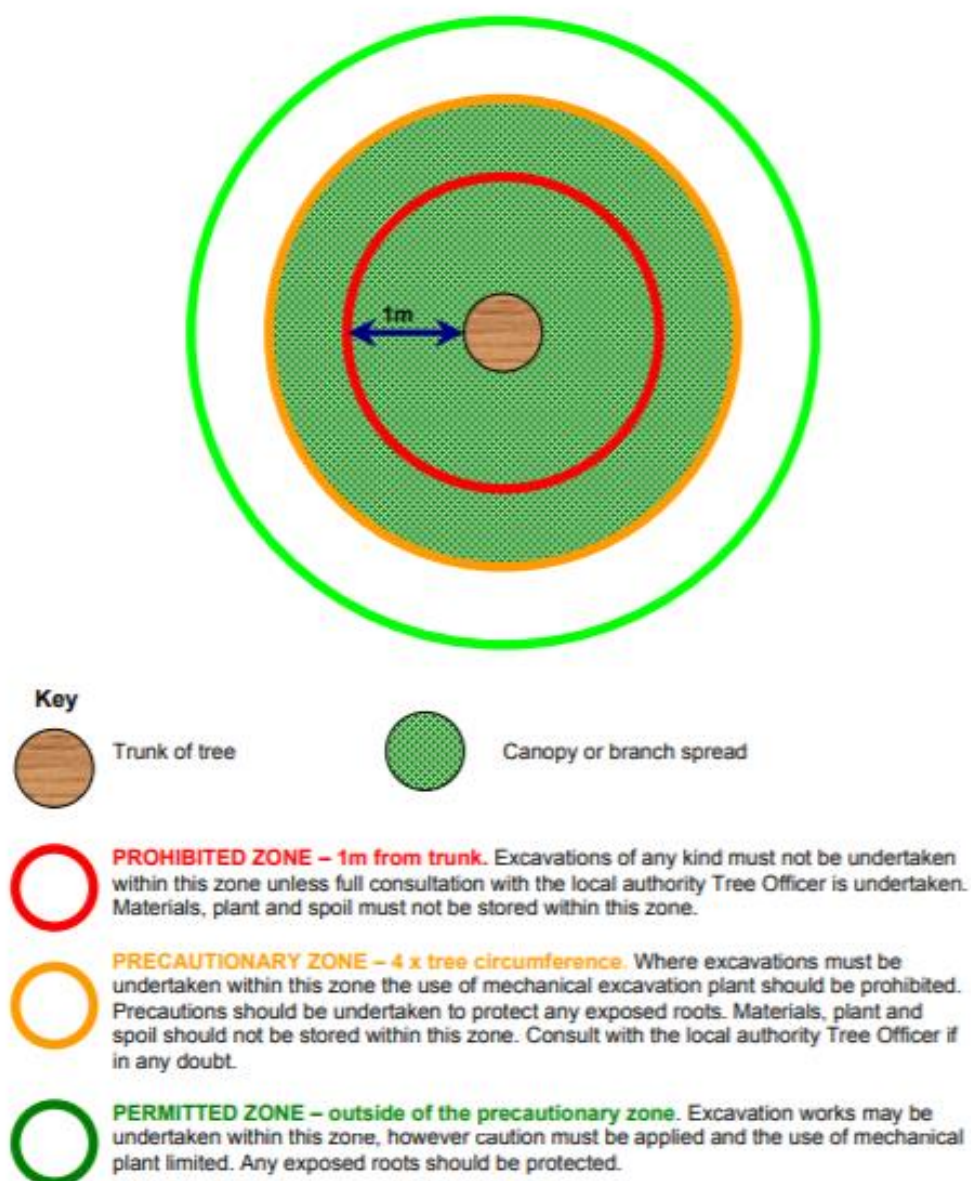 1m
Key
Trunk of tree
Canopy or branch spread
PROHIBITED ZONE – 1m from trunk. Excavations of any kind must not be undertaken
within this zone unless full consultation with the local authority Tree Officer is undertaken.
Materials, plant and spoil must not be stored within this zone.
PRECAUTIONARY ZONE – 4 x tree circumference. Where excavations must be
undertaken within this zone the use of mechanical excavation plant should be prohibited.
Precautions should be undertaken to protect any exposed roots. Materials, plant and
spoil should not be stored within this zone. Consult with the local authority Tree Officer if
in any doubt.
PERMITTED ZONE – outside of the precautionary zone. Excavation works may be
undertaken within this zone, however caution must be applied and the use of mechanical
plant limited. Any exposed roots should be protected.